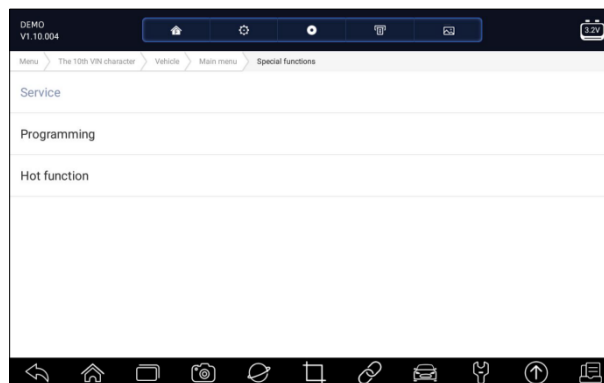 DEMO
V1.10.004
3.2V
Menu The 10th VIN character Vehicle Main menu Special functions
Service
Programming
Hot function